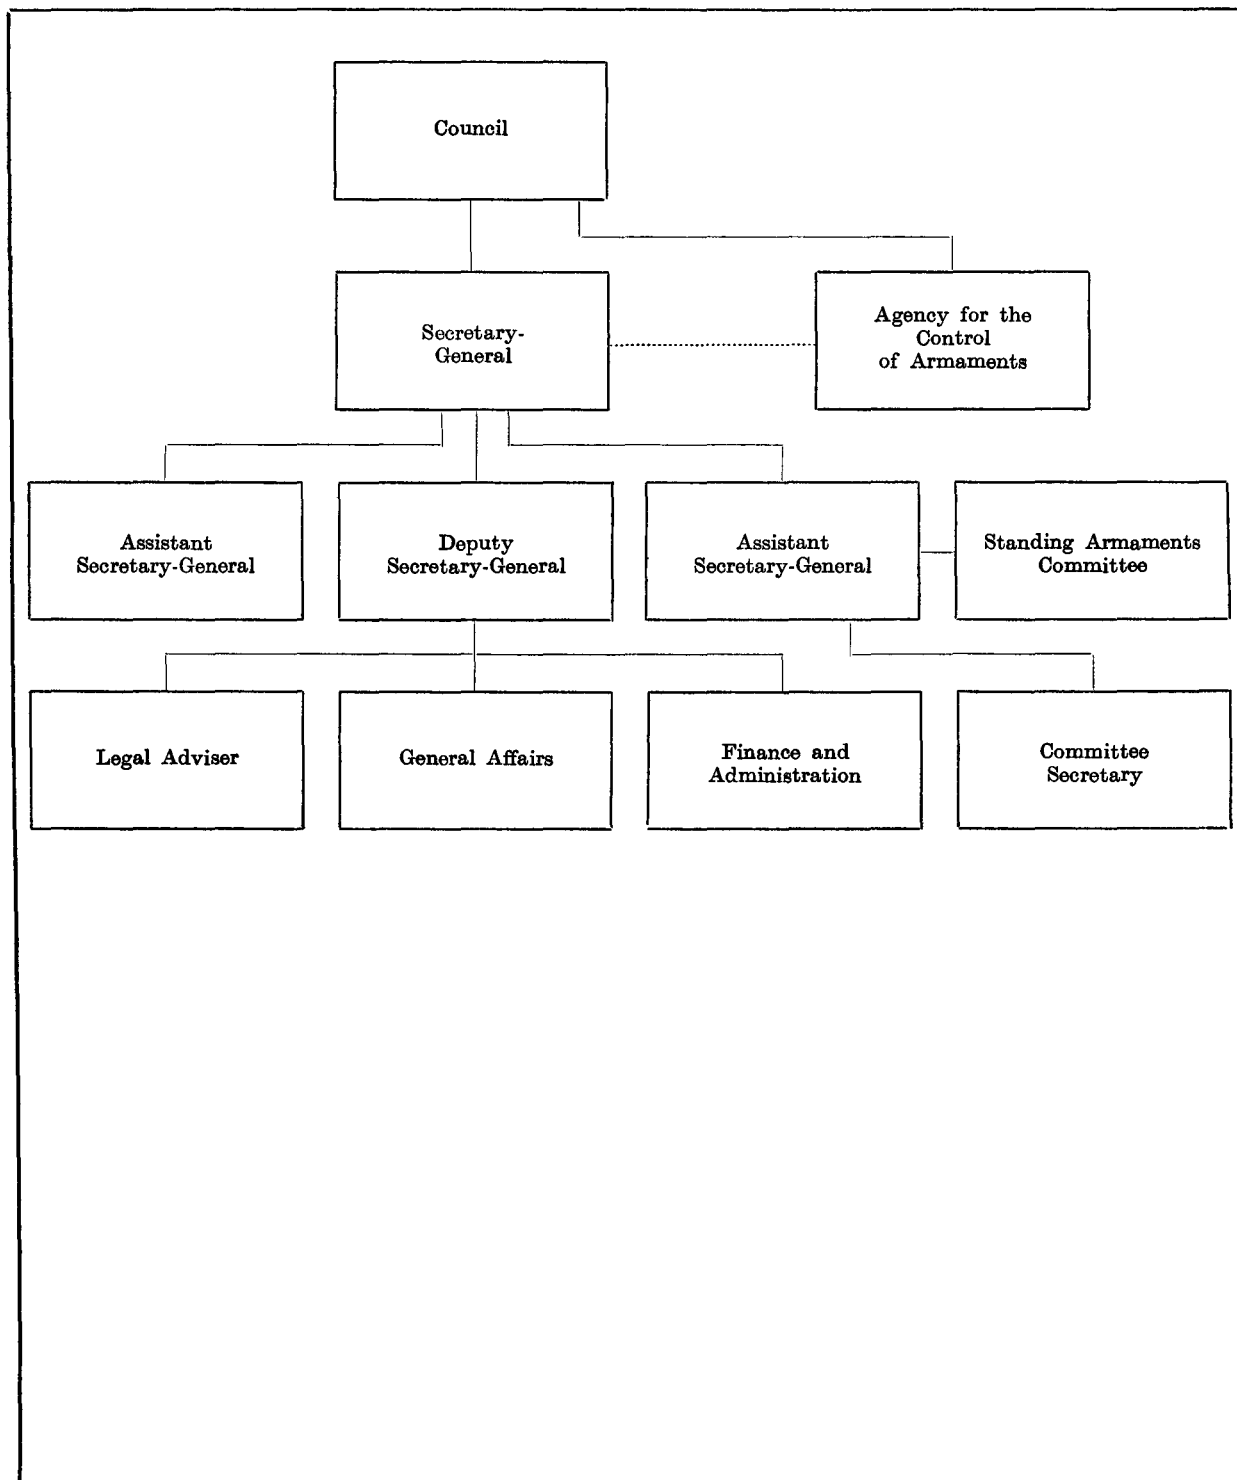 Council
Secretary-
General
Agency for the
Control
of Armaments
Assistant
Secretary-General
Deputy
Secretary-General
Assistant
Secretary-General
Standing Armaments
Committee
Legal Adviser
General Affairs
Finance and
Administration
Committee
Secretary